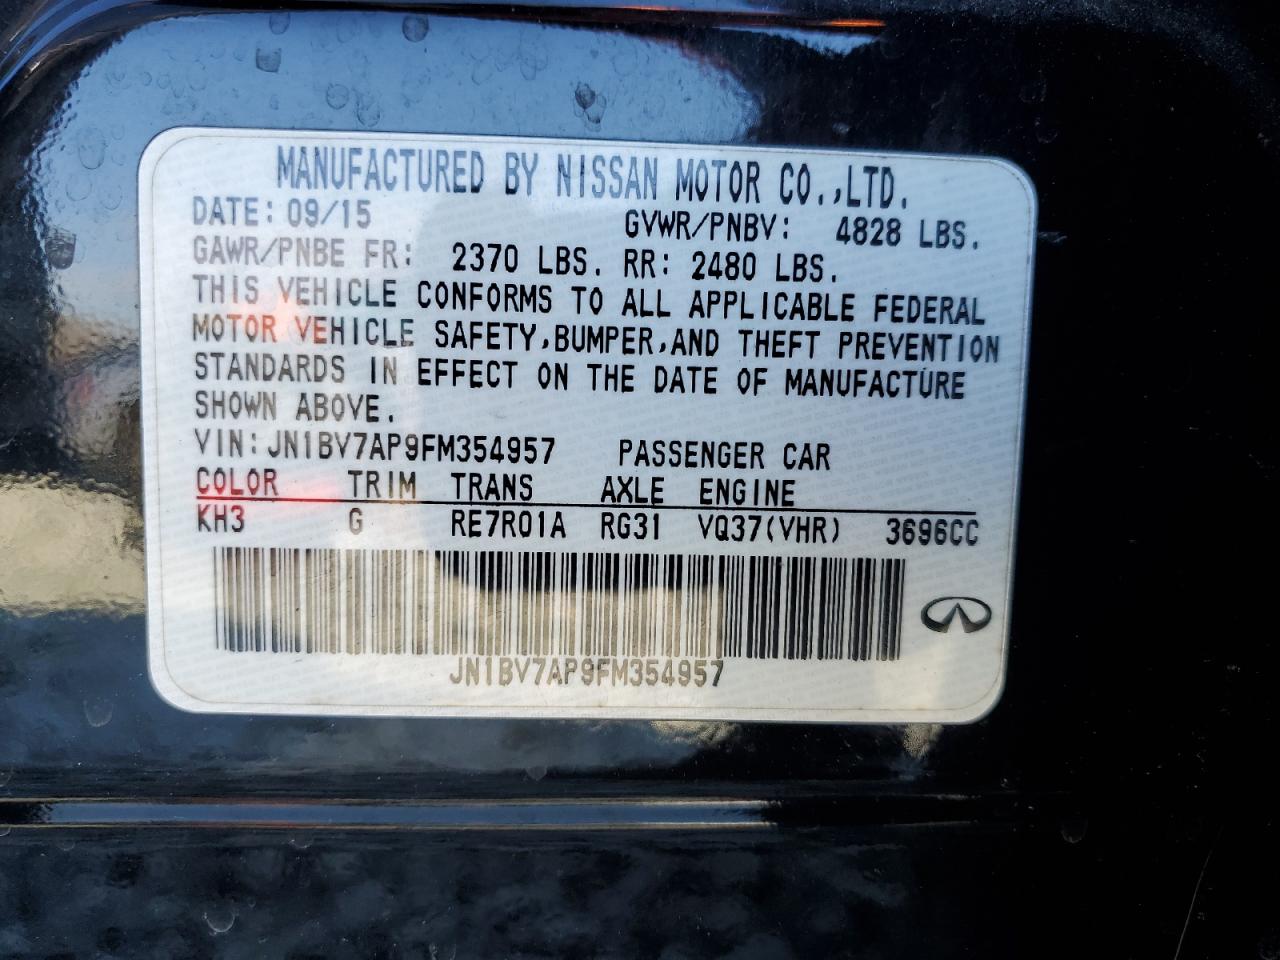 MANUFACTURED BY NISSAN MOTOR CO.,LTD.
DATE: 09/15 GVWR/PNBV: 4828 LBS.
GAWR/PNBE FR: 2370 LBS. RR: 2480 LBS.
THIS VEHICLE CONFORMS TO ALL APPLICABLE FEDERAL
MOTOR VEHICLE SAFETY,BUMPER,AND THEFT PREVENTION
STANDARDS IN EFFECT ON THE DATE OF MANUFACTURE
SHOWN ABOVE.
VIN:JN1BV7AP9FM354957 PASSENGER CAR
COLOR TRIM TRANS AXLE ENGINE
KH3 G RE7R01A RG31 VQ37(VHR) 3696CC
JN1BV7AP9FM354957